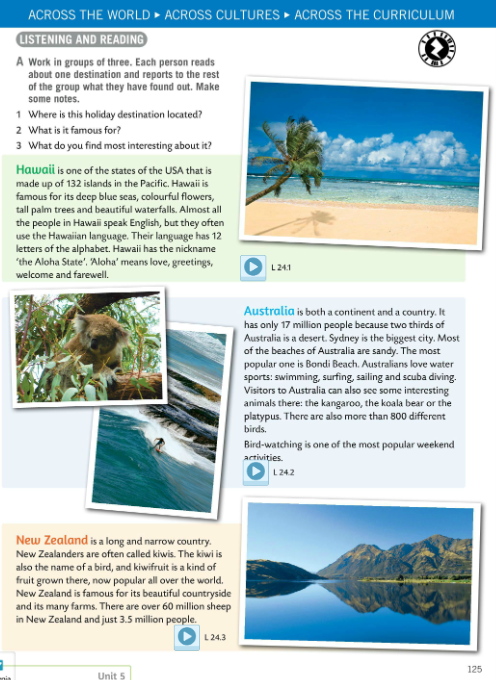 ACROSS THE WORLD ▸ ACROSS CULTURES ▸ ACROSS THE CURRICULUM
LISTENING AND READING
A Work in groups of three. Each person reads
about one destination and reports to the rest
of the group what they have found out. Make
some notes.
1 Where is this holiday destination located?
2 What is it famous for?
3 What do you find most interesting about it?
Hawaii is one of the states of the USA that is
made up of 132 islands in the Pacific. Hawaii is
famous for its deep blue seas, colourful flowers,
tall palm trees and beautiful waterfalls. Almost all
the people in Hawaii speak English, but they often
use the Hawaiian language. Their language has 12
letters of the alphabet. Hawaii has the nickname
‘the Aloha State’. ‘Aloha’ means love, greetings,
welcome and farewell.
L 24.1
Australia is both a continent and a country. It
has only 17 million people because two thirds of
Australia is a desert. Sydney is the biggest city. Most
of the beaches of Australia are sandy. The most
popular one is Bondi Beach. Australians love water
sports: swimming, surfing, sailing and scuba diving.
Visitors to Australia can also see some interesting
animals there: the kangaroo, the koala bear or the
platypus. There are also more than 800 different
birds.
Bird-watching is one of the most popular weekend
activities.
L 24.2
New Zealand is a long and narrow country.
New Zealanders are often called kiwis. The kiwi is
also the name of a bird, and kiwifruit is a kind of
fruit grown there, now popular all over the world.
New Zealand is famous for its beautiful countryside
and its many farms. There are over 60 million sheep
in New Zealand and just 3.5 million people.
L 24.3
125
Unit 5